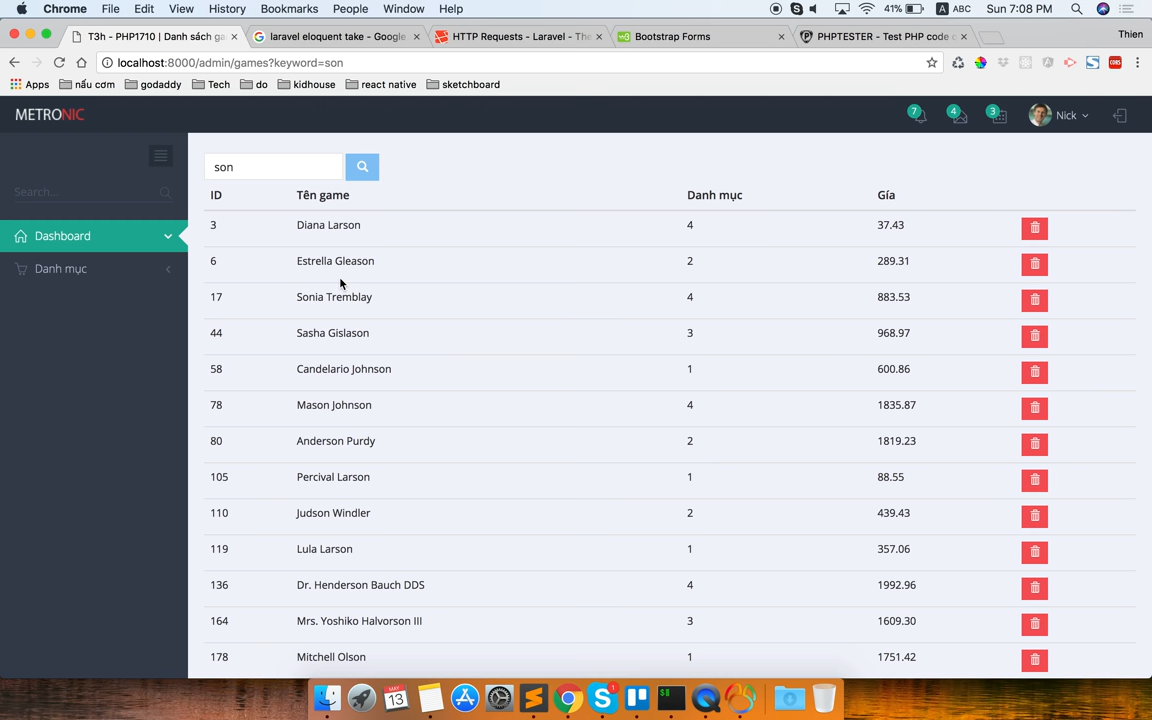 Chrome File Edit View History Bookmarks People Window Help 41% A ABC Sun 7:08 PM
T3h - PHP1710 | Danh sách ga × laravel eloquent take - Google × HTTP Requests - Laravel - The × Bootstrap Forms × PHPTESTER - Test PHP code × Thien
localhost:8000/admin/games?keyword=son
Apps nấu cơm godaddy Tech do kidhouse react native sketchboard
METRONIC 7 4 3 Nick
Search...
Dashboard
Danh mục
son
ID Tên game Danh mục Gía
3 Diana Larson 4 37.43
6 Estrella Gleason 2 289.31
17 Sonia Tremblay 4 883.53
44 Sasha Gislason 3 968.97
58 Candelario Johnson 1 600.86
78 Mason Johnson 4 1835.87
80 Anderson Purdy 2 1819.23
105 Percival Larson 1 88.55
110 Judson Windler 2 439.43
119 Lula Larson 1 357.06
136 Dr. Henderson Bauch DDS 4 1992.96
164 Mrs. Yoshiko Halvorson III 3 1609.30
178 Mitchell Olson 1 1751.42